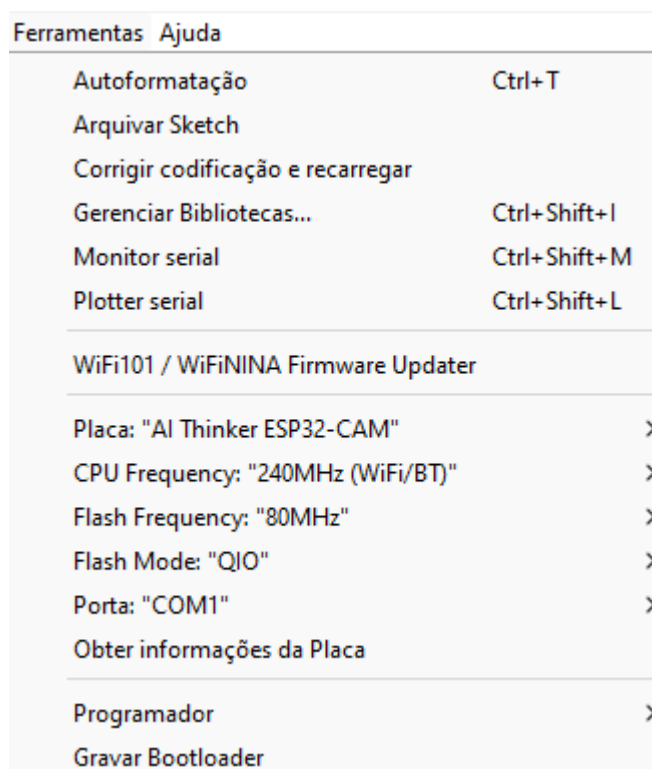 Ferramentas Ajuda
Autoformatação Ctrl+T
Arquivar Sketch
Corrigir codificação e recarregar
Gerenciar Bibliotecas... Ctrl+Shift+I
Monitor serial Ctrl+Shift+M
Plotter serial Ctrl+Shift+L
WiFi101 / WiFiNINA Firmware Updater
Placa: "AI Thinker ESP32-CAM"
CPU Frequency: "240MHz (WiFi/BT)"
Flash Frequency: "80MHz"
Flash Mode: "QIO"
Porta: "COM1"
Obter informações da Placa
Programador
Gravar Bootloader